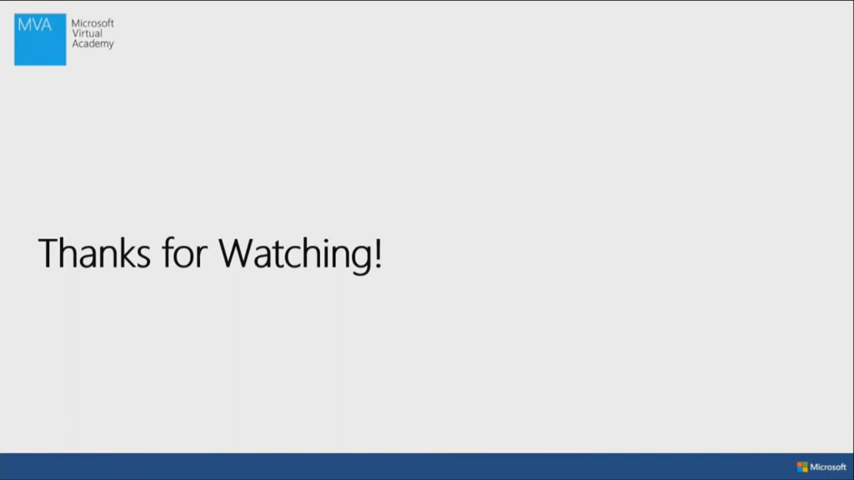 MVA
Microsoft
Virtual
Academy
Thanks for Watching!
Microsoft